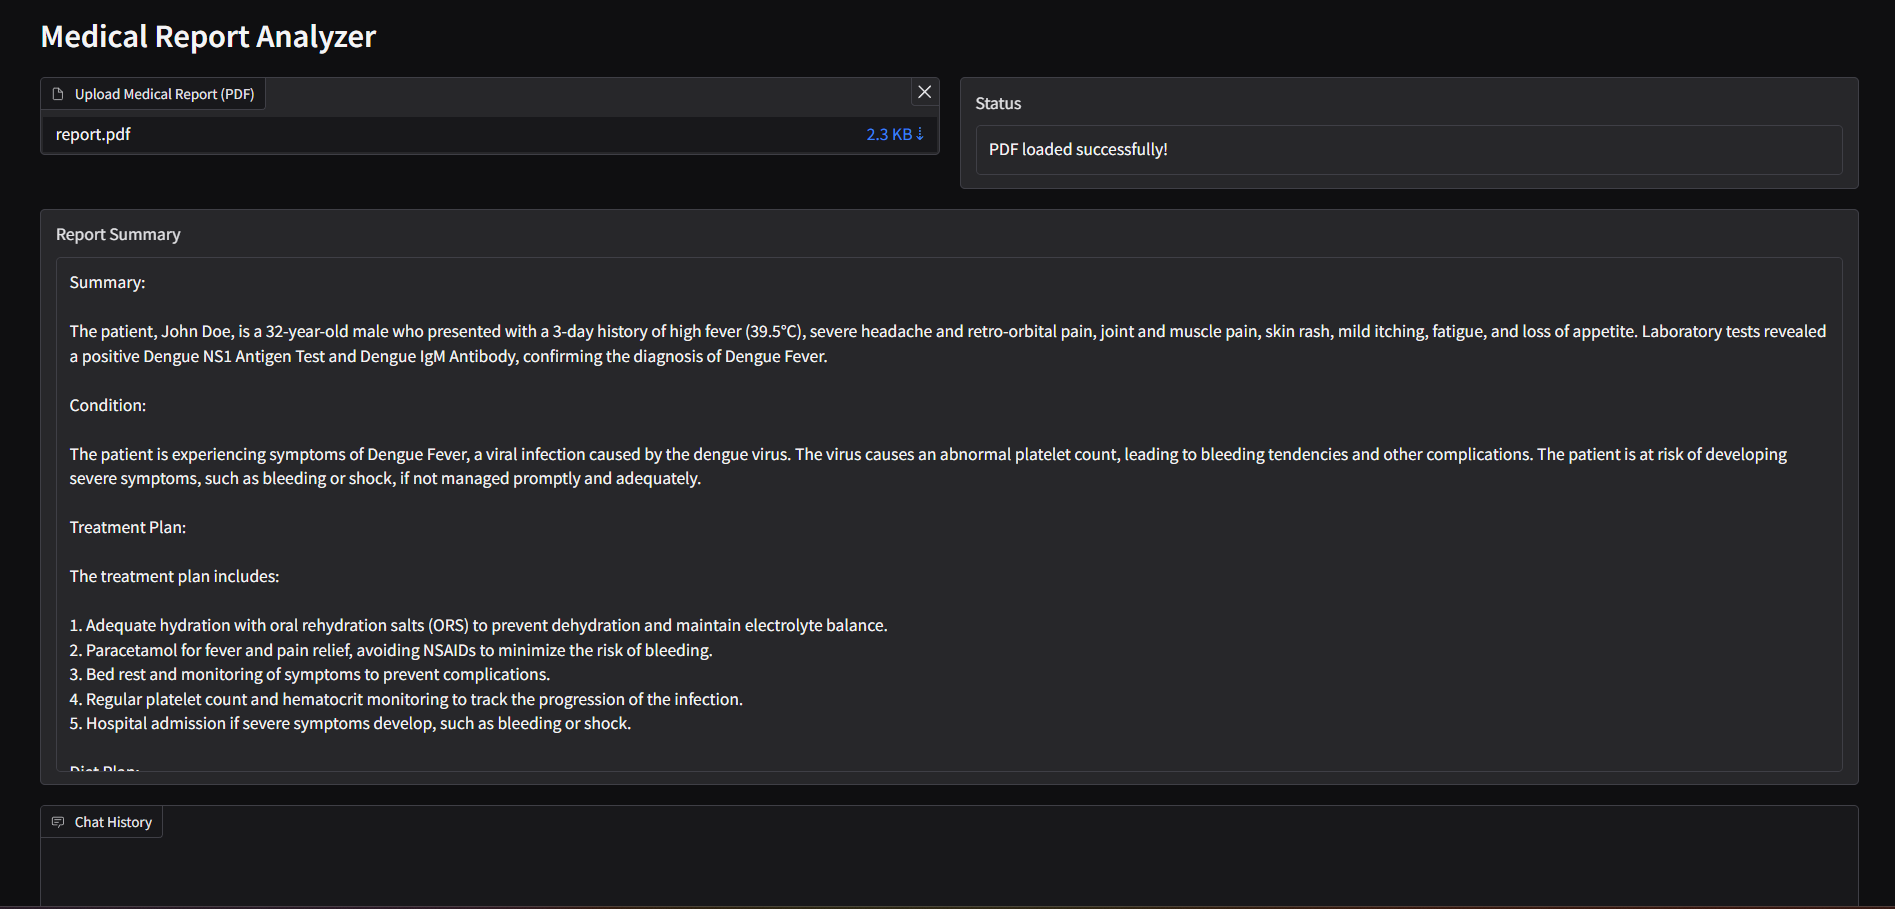 Medical Report Analyzer
Upload Medical Report (PDF)
report.pdf
2.3 KB ↓
Status
PDF loaded successfully!
Report Summary
Summary:
The patient, John Doe, is a 32-year-old male who presented with a 3-day history of high fever (39.5°C), severe headache and retro-orbital pain, joint and muscle pain, skin rash, mild itching, fatigue, and loss of appetite. Laboratory tests revealed
a positive Dengue NS1 Antigen Test and Dengue IgM Antibody, confirming the diagnosis of Dengue Fever.
Condition:
The patient is experiencing symptoms of Dengue Fever, a viral infection caused by the dengue virus. The virus causes an abnormal platelet count, leading to bleeding tendencies and other complications. The patient is at risk of developing
severe symptoms, such as bleeding or shock, if not managed promptly and adequately.
Treatment Plan:
The treatment plan includes:
1. Adequate hydration with oral rehydration salts (ORS) to prevent dehydration and maintain electrolyte balance.
2. Paracetamol for fever and pain relief, avoiding NSAIDs to minimize the risk of bleeding.
3. Bed rest and monitoring of symptoms to prevent complications.
4. Regular platelet count and hematocrit monitoring to track the progression of the infection.
5. Hospital admission if severe symptoms develop, such as bleeding or shock.
Diet Plan:
Chat History